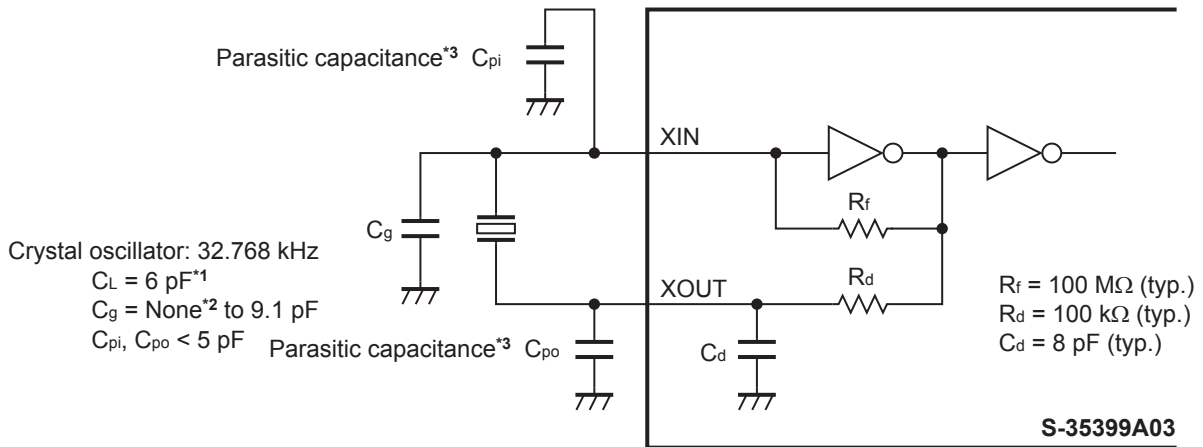 Parasitic capacitance*3 Cpi
XIN
Rf
Cg
Crystal oscillator: 32.768 kHz
CL = 6 pF*1
Cg = None*2 to 9.1 pF
Cpi, Cpo < 5 pF
XOUT
Rd
Parasitic capacitance*3 Cpo
Cd
Rf = 100 MΩ (typ.)
Rd = 100 kΩ (typ.)
Cd = 8 pF (typ.)
S-35399A03